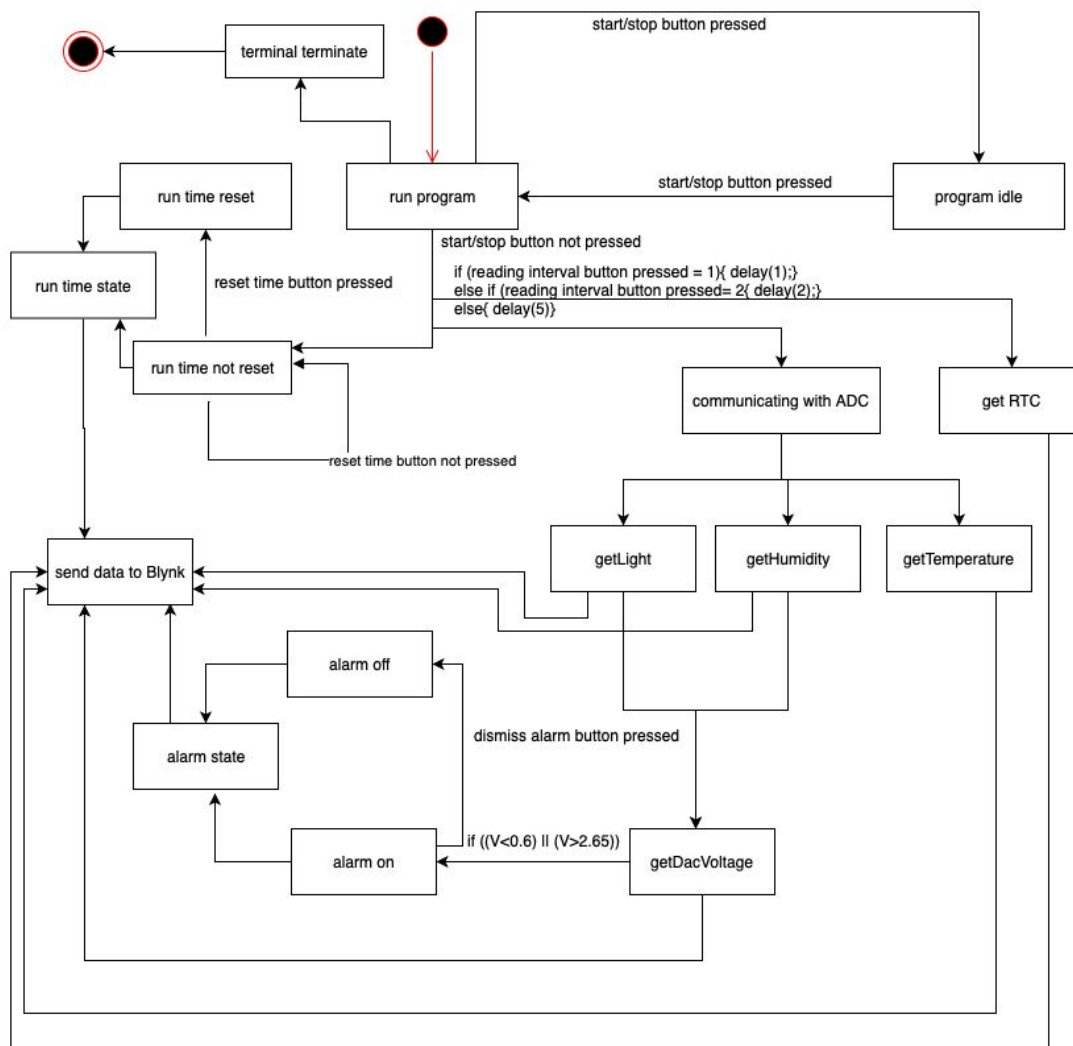 start/stop button pressed
terminal terminate
run time reset
run program
start/stop button pressed
program idle
start/stop button not pressed
run time state
reset time button pressed
if (reading interval button pressed = 1){ delay(1);}
else if (reading interval button pressed= 2{ delay(2);}
else{ delay(5)}
run time not reset
communicating with ADC
get RTC
reset time button not pressed
send data to Blynk
getLight
getHumidity
getTemperature
alarm off
dismiss alarm button pressed
alarm state
if ((V<0.6) || (V>2.65))
alarm on
getDacVoltage